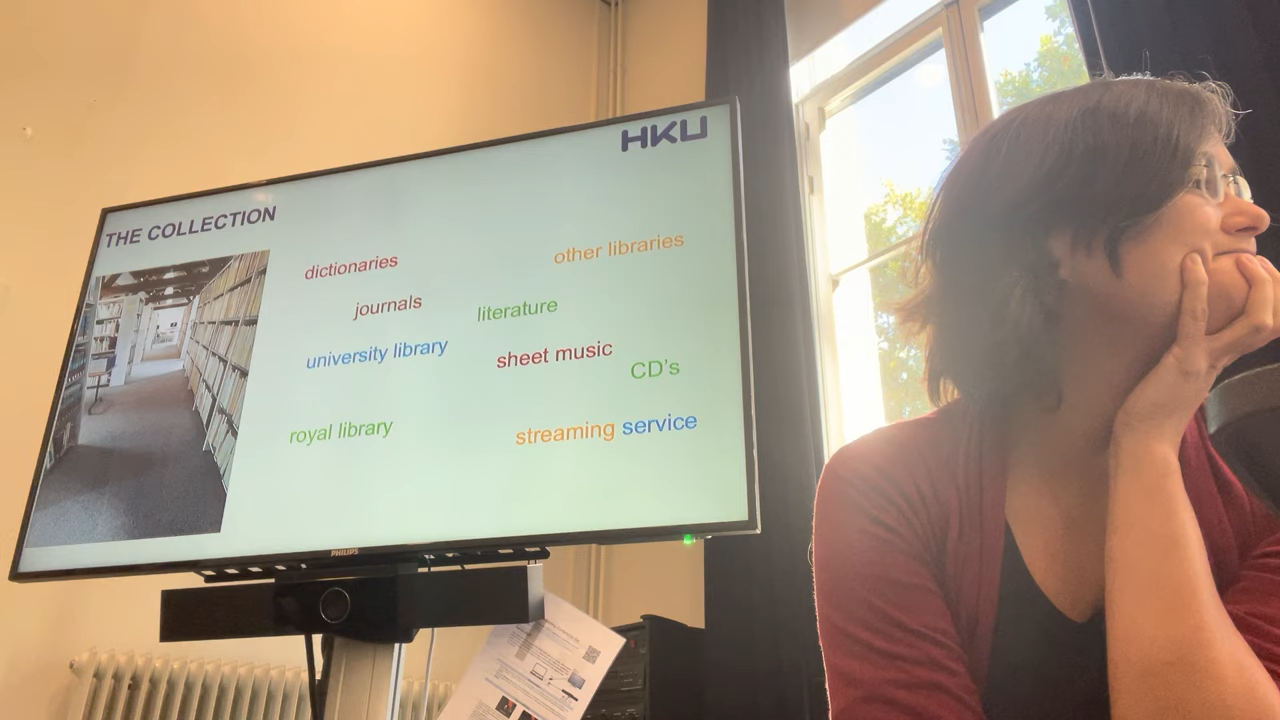 HKU
THE COLLECTION
dictionaries
other libraries
journals
literature
university library
sheet music
CD's
royal library
streaming service
PHILIPS